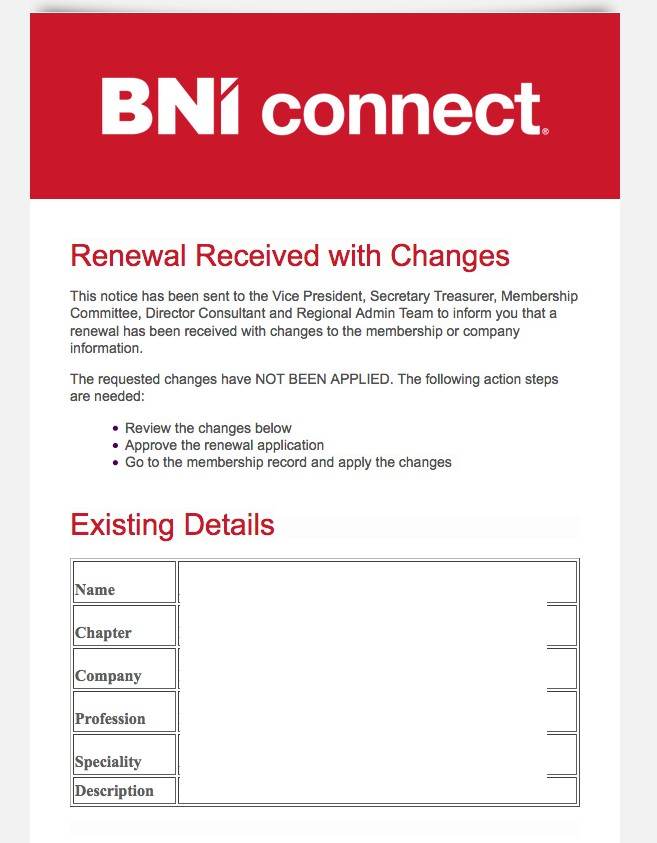 BNI connect®
Renewal Received with Changes
This notice has been sent to the Vice President, Secretary Treasurer, Membership
Committee, Director Consultant and Regional Admin Team to inform you that a
renewal has been received with changes to the membership or company
information.
The requested changes have NOT BEEN APPLIED. The following action steps
are needed:
• Review the changes below
• Approve the renewal application
• Go to the membership record and apply the changes
Existing Details
Name
Chapter
Company
Profession
Speciality
Description